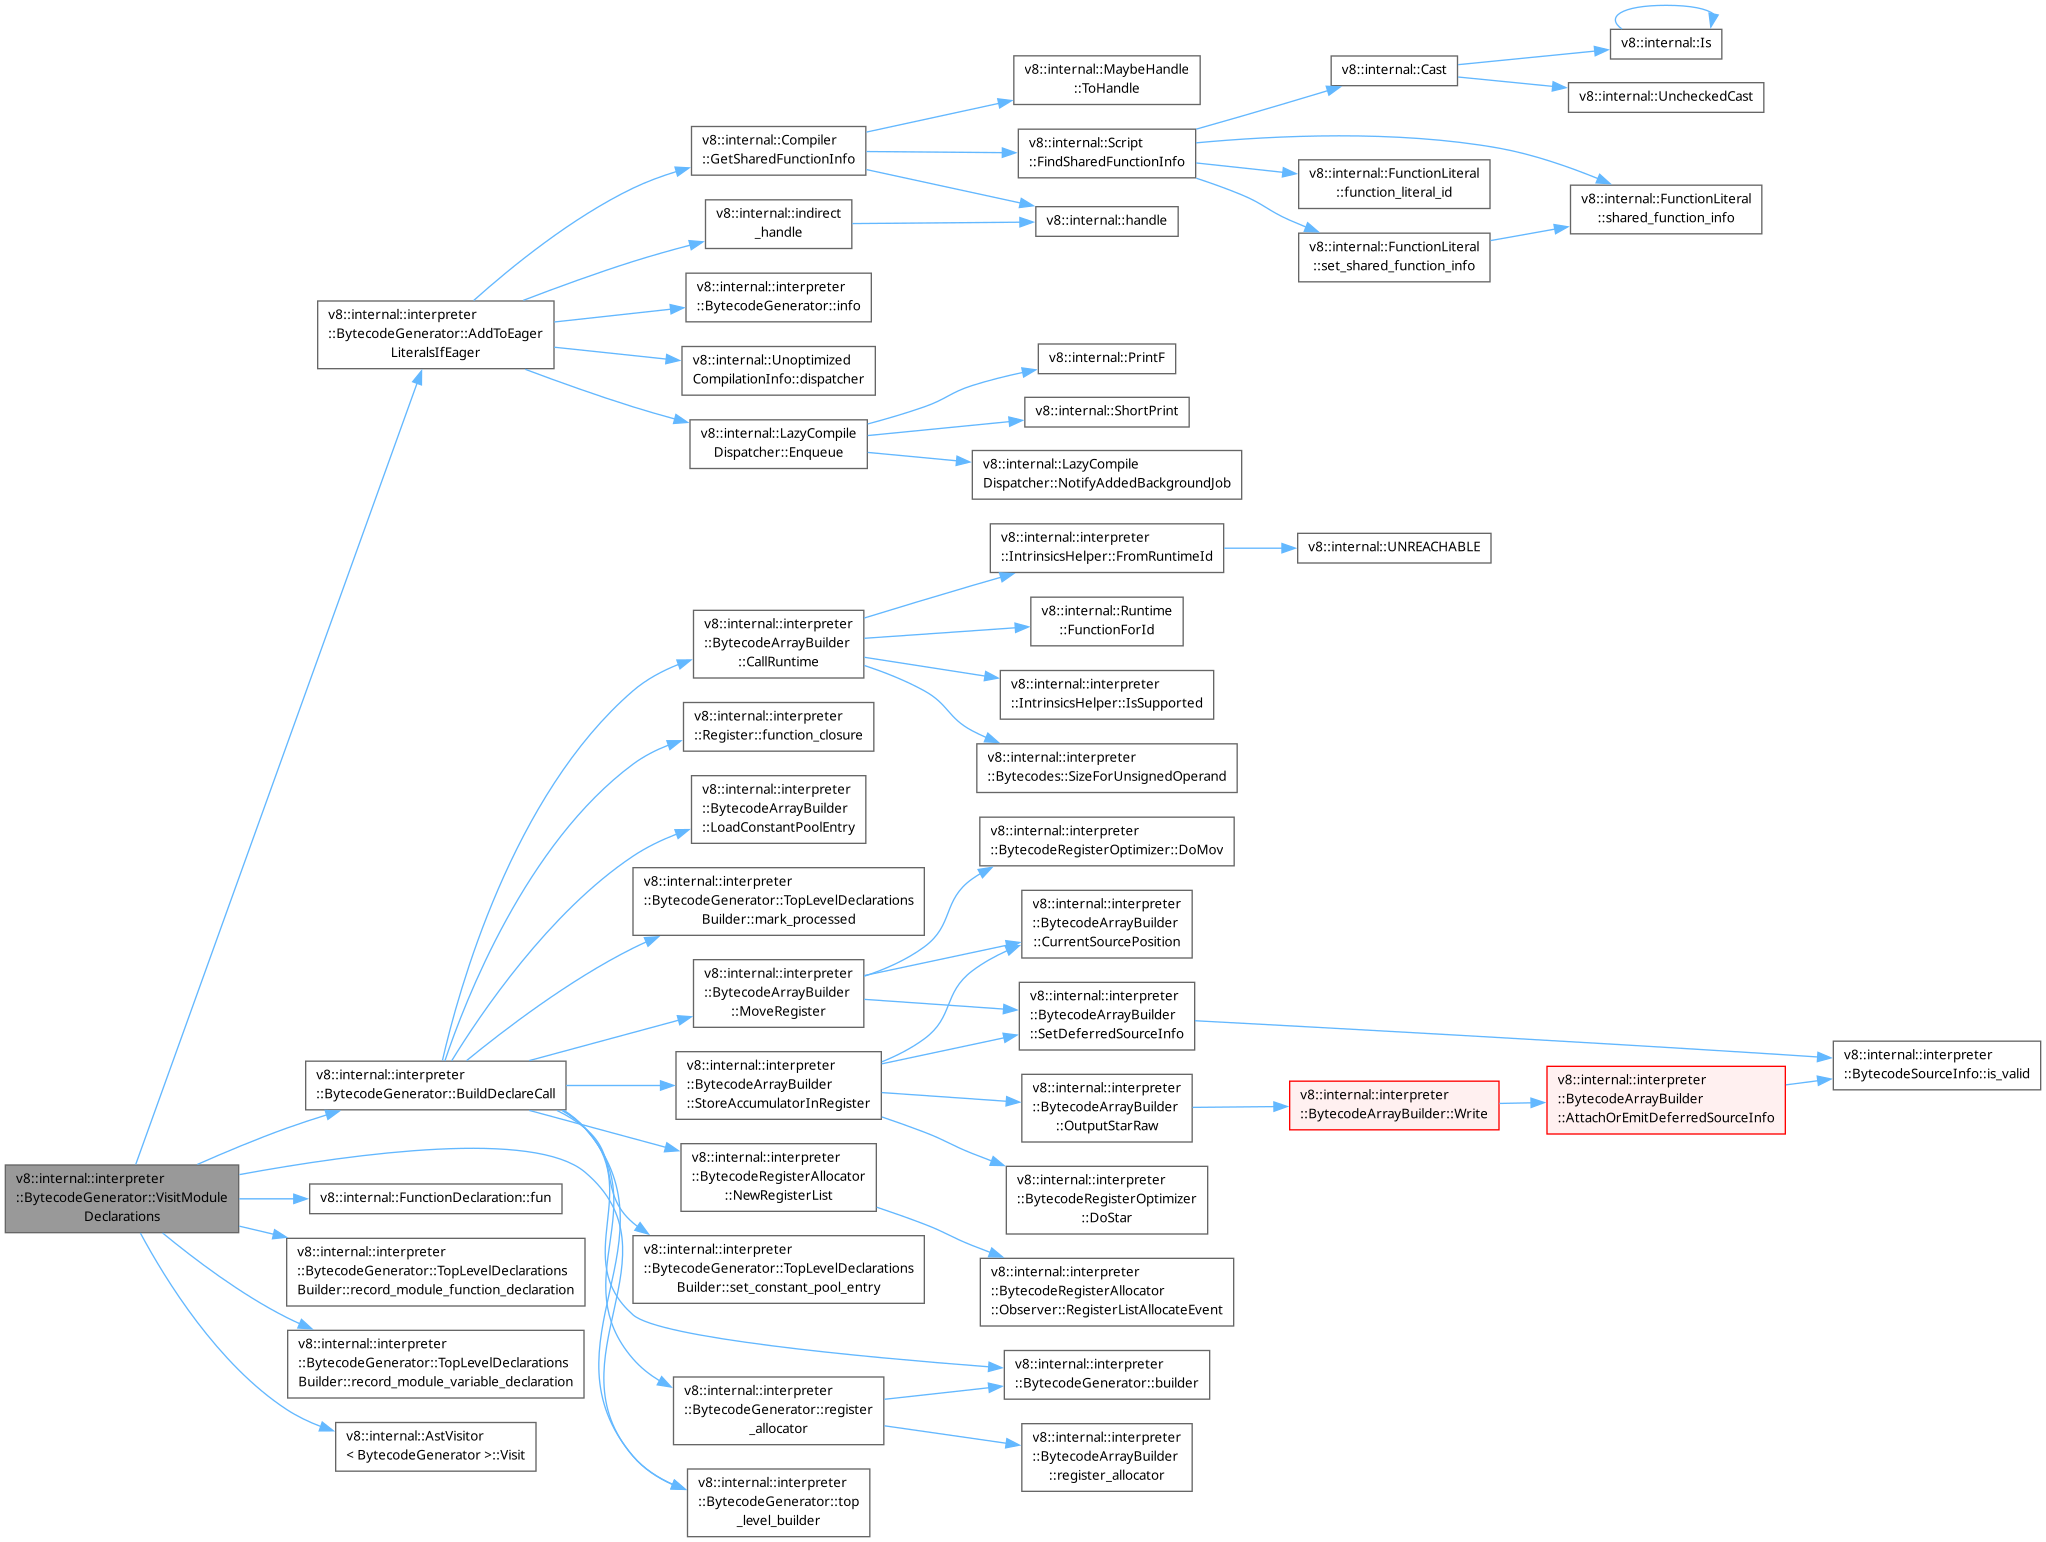 v8::internal::Is
v8::internal::MaybeHandle
::ToHandle
v8::internal::Cast
v8::internal::UncheckedCast
v8::internal::Compiler
::GetSharedFunctionInfo
v8::internal::Script
::FindSharedFunctionInfo
v8::internal::FunctionLiteral
::function_literal_id
v8::internal::FunctionLiteral
::shared_function_info
v8::internal::indirect
_handle
v8::internal::handle
v8::internal::FunctionLiteral
::set_shared_function_info
v8::internal::interpreter
::BytecodeGenerator::info
v8::internal::interpreter
::BytecodeGenerator::AddToEager
LiteralsIfEager
v8::internal::Unoptimized
CompilationInfo::dispatcher
v8::internal::PrintF
v8::internal::ShortPrint
v8::internal::LazyCompile
Dispatcher::Enqueue
v8::internal::LazyCompile
Dispatcher::NotifyAddedBackgroundJob
v8::internal::interpreter
::IntrinsicsHelper::FromRuntimeId
v8::internal::UNREACHABLE
v8::internal::interpreter
::BytecodeArrayBuilder
::CallRuntime
v8::internal::Runtime
::FunctionForId
v8::internal::interpreter
::IntrinsicsHelper::IsSupported
v8::internal::interpreter
::Register::function_closure
v8::internal::interpreter
::Bytecodes::SizeForUnsignedOperand
v8::internal::interpreter
::BytecodeArrayBuilder
::LoadConstantPoolEntry
v8::internal::interpreter
::BytecodeRegisterOptimizer::DoMov
v8::internal::interpreter
::BytecodeGenerator::TopLevelDeclarations
Builder::mark_processed
v8::internal::interpreter
::BytecodeArrayBuilder
::CurrentSourcePosition
v8::internal::interpreter
::BytecodeArrayBuilder
::MoveRegister
v8::internal::interpreter
::BytecodeArrayBuilder
::SetDeferredSourceInfo
v8::internal::interpreter
::BytecodeSourceInfo::is_valid
v8::internal::interpreter
::BytecodeGenerator::BuildDeclareCall
v8::internal::interpreter
::BytecodeArrayBuilder
::StoreAccumulatorInRegister
v8::internal::interpreter
::BytecodeArrayBuilder
::OutputStarRaw
v8::internal::interpreter
::BytecodeArrayBuilder::Write
v8::internal::interpreter
::BytecodeArrayBuilder
::AttachOrEmitDeferredSourceInfo
v8::internal::interpreter
::BytecodeGenerator::VisitModule
Declarations
v8::internal::FunctionDeclaration::fun
v8::internal::interpreter
::BytecodeRegisterAllocator
::NewRegisterList
v8::internal::interpreter
::BytecodeRegisterOptimizer
::DoStar
v8::internal::interpreter
::BytecodeGenerator::TopLevelDeclarations
Builder::record_module_function_declaration
v8::internal::interpreter
::BytecodeGenerator::TopLevelDeclarations
Builder::set_constant_pool_entry
v8::internal::interpreter
::BytecodeRegisterAllocator
::Observer::RegisterListAllocateEvent
v8::internal::interpreter
::BytecodeGenerator::TopLevelDeclarations
Builder::record_module_variable_declaration
v8::internal::interpreter
::BytecodeGenerator::builder
v8::internal::interpreter
::BytecodeGenerator::register
_allocator
v8::internal::AstVisitor
< BytecodeGenerator >::Visit
v8::internal::interpreter
::BytecodeArrayBuilder
::register_allocator
v8::internal::interpreter
::BytecodeGenerator::top
_level_builder